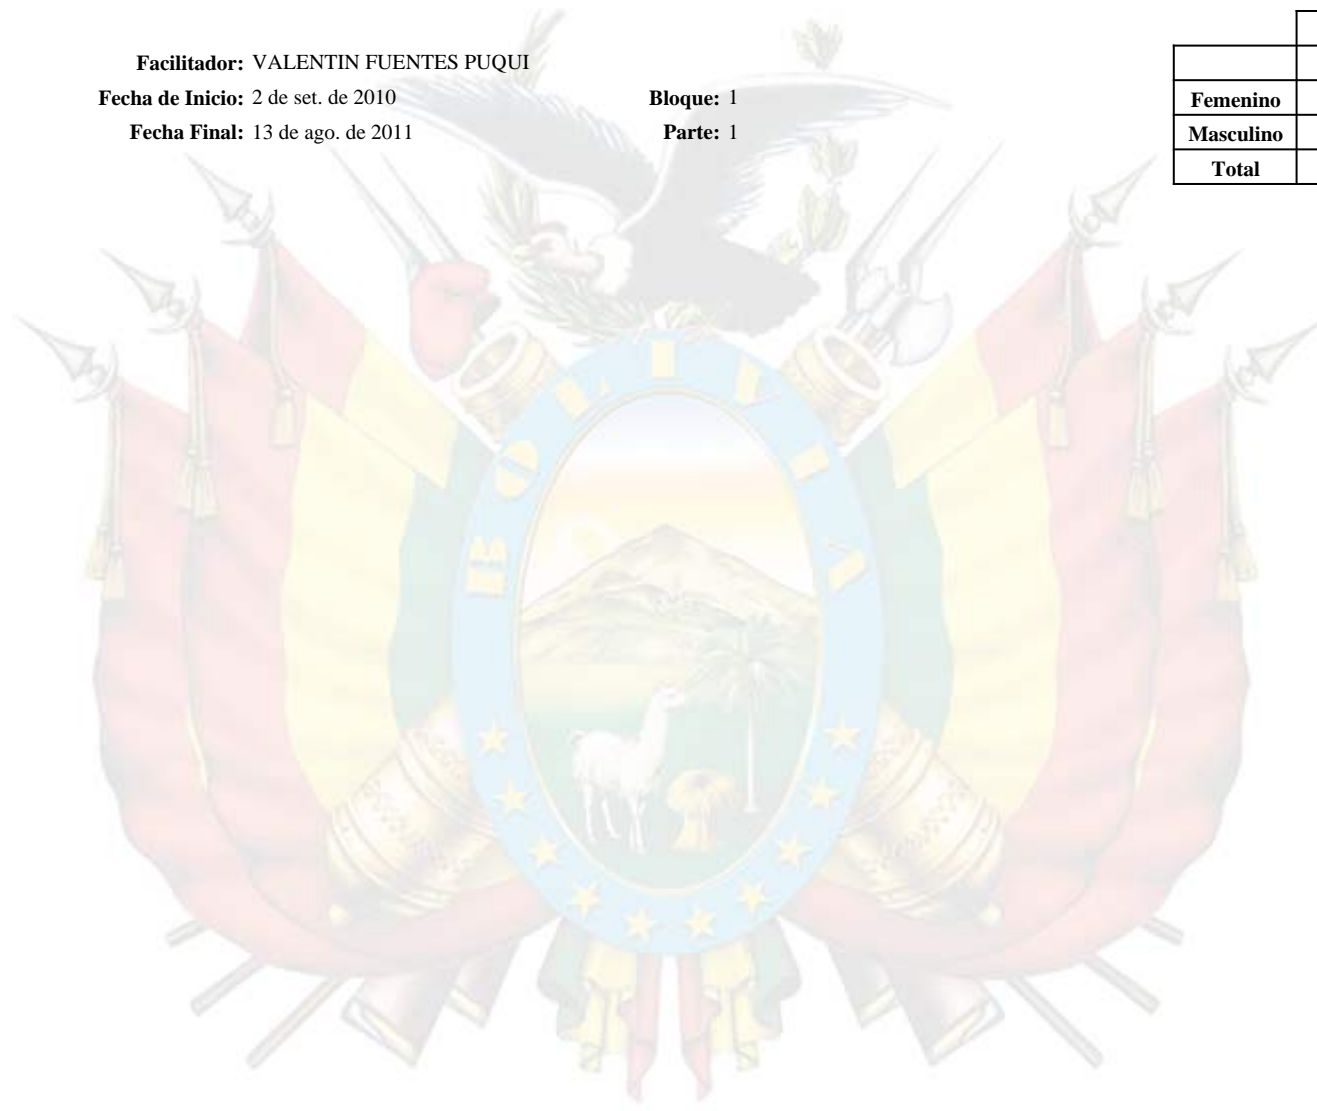 Facilitador: VALENTIN FUENTES PUQUI
Fecha de Inicio: 2 de set. de 2010 Bloque: 1
Fecha Final: 13 de ago. de 2011 Parte: 1
Femenino
Masculino
Total
BOLIVIA